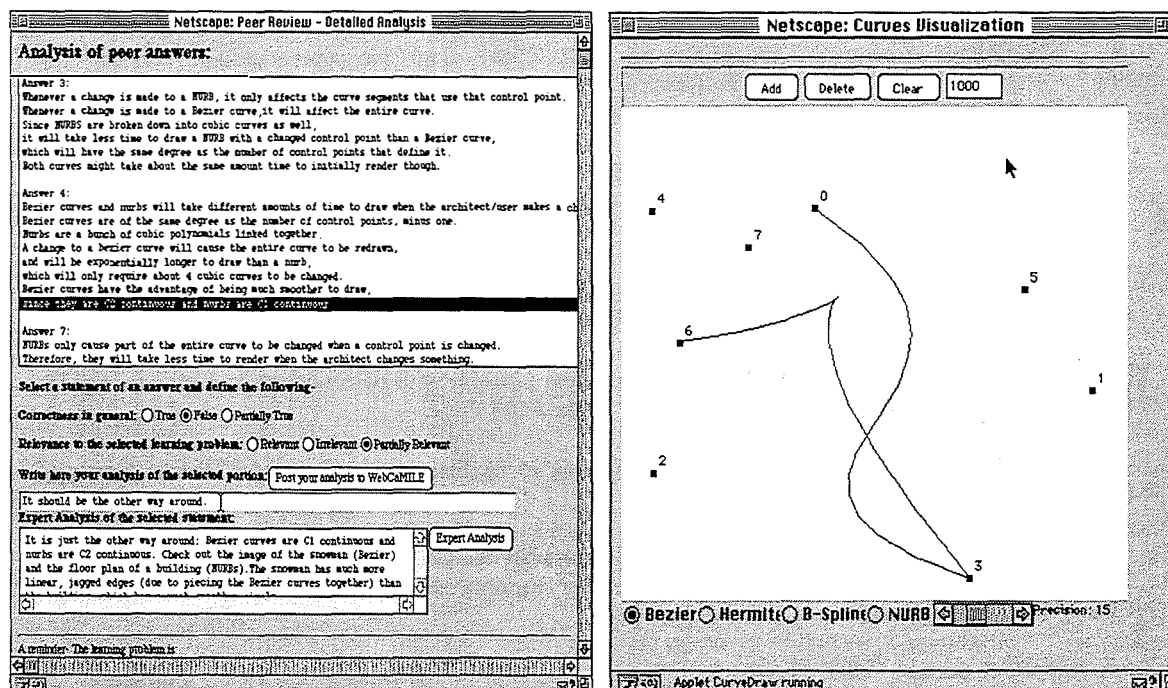 Netscape: Peer Review - Detailed Analysis
Analysis of peer answers:
Answer 3:
Whenever a change is made to a NURB, it only affects the curve segments that use that control point.
Whenever a change is made to a Bezier curve,it will affect the entire curve.
Since NURBS are broken down into cubic curves as well,
it will take less time to draw a NURB with a changed control point than a Bezier curve,
which will have the same degree as the number of control points that define it.
Both curves might take about the same amount time to initially render though.
Answer 4:
Bezier curves and nurbs will take different amounts of time to draw when the architect/user makes a ch
Bezier curves are of the same degree as the number of control points, minus one.
Nurbs are a bunch of cubic polynomials linked together.
A change to a bezier curve will cause the entire curve to be redrawn,
and will be exponentially longer to draw than a nurb,
which will only require about 4 cubic curves to be changed.
Bezier curves have the advantage of being much smoother to draw,
since they are C2 continuous and nurbs are C1 continuous
Answer 7:
NURBs only cause part of the entire curve to be changed when a control point is changed.
Therefore, they will take less time to render when the architect changes something.
Select a statement of an answer and define the following-
Correctness in general: True False Partially True
Relevance to the selected learning problem: Relevant Irrelevant Partially Relevant
Write here your analysis of the selected portion: Post your analysis to WebCaMILE
It should be the other way around.
Expert Analysis of the selected statement:
It is just the other way around: Bezier curves are C1 continuous and
nurbs are C2 continuous. Check out the image of the snowman (Bezier)
and the floor plan of a building (NURBs).The snowman has much more
linear, jagged edges (due to piecing the Bezier curves together) than
Expert Analysis
A reminder- The learning problem is
Netscape: Curves Visualization
Add Delete Clear 1000
0
4
7
5
6
1
2
3
Bezier Hermite B-Spline NURB Precision: 15
Applet CurveDraw running